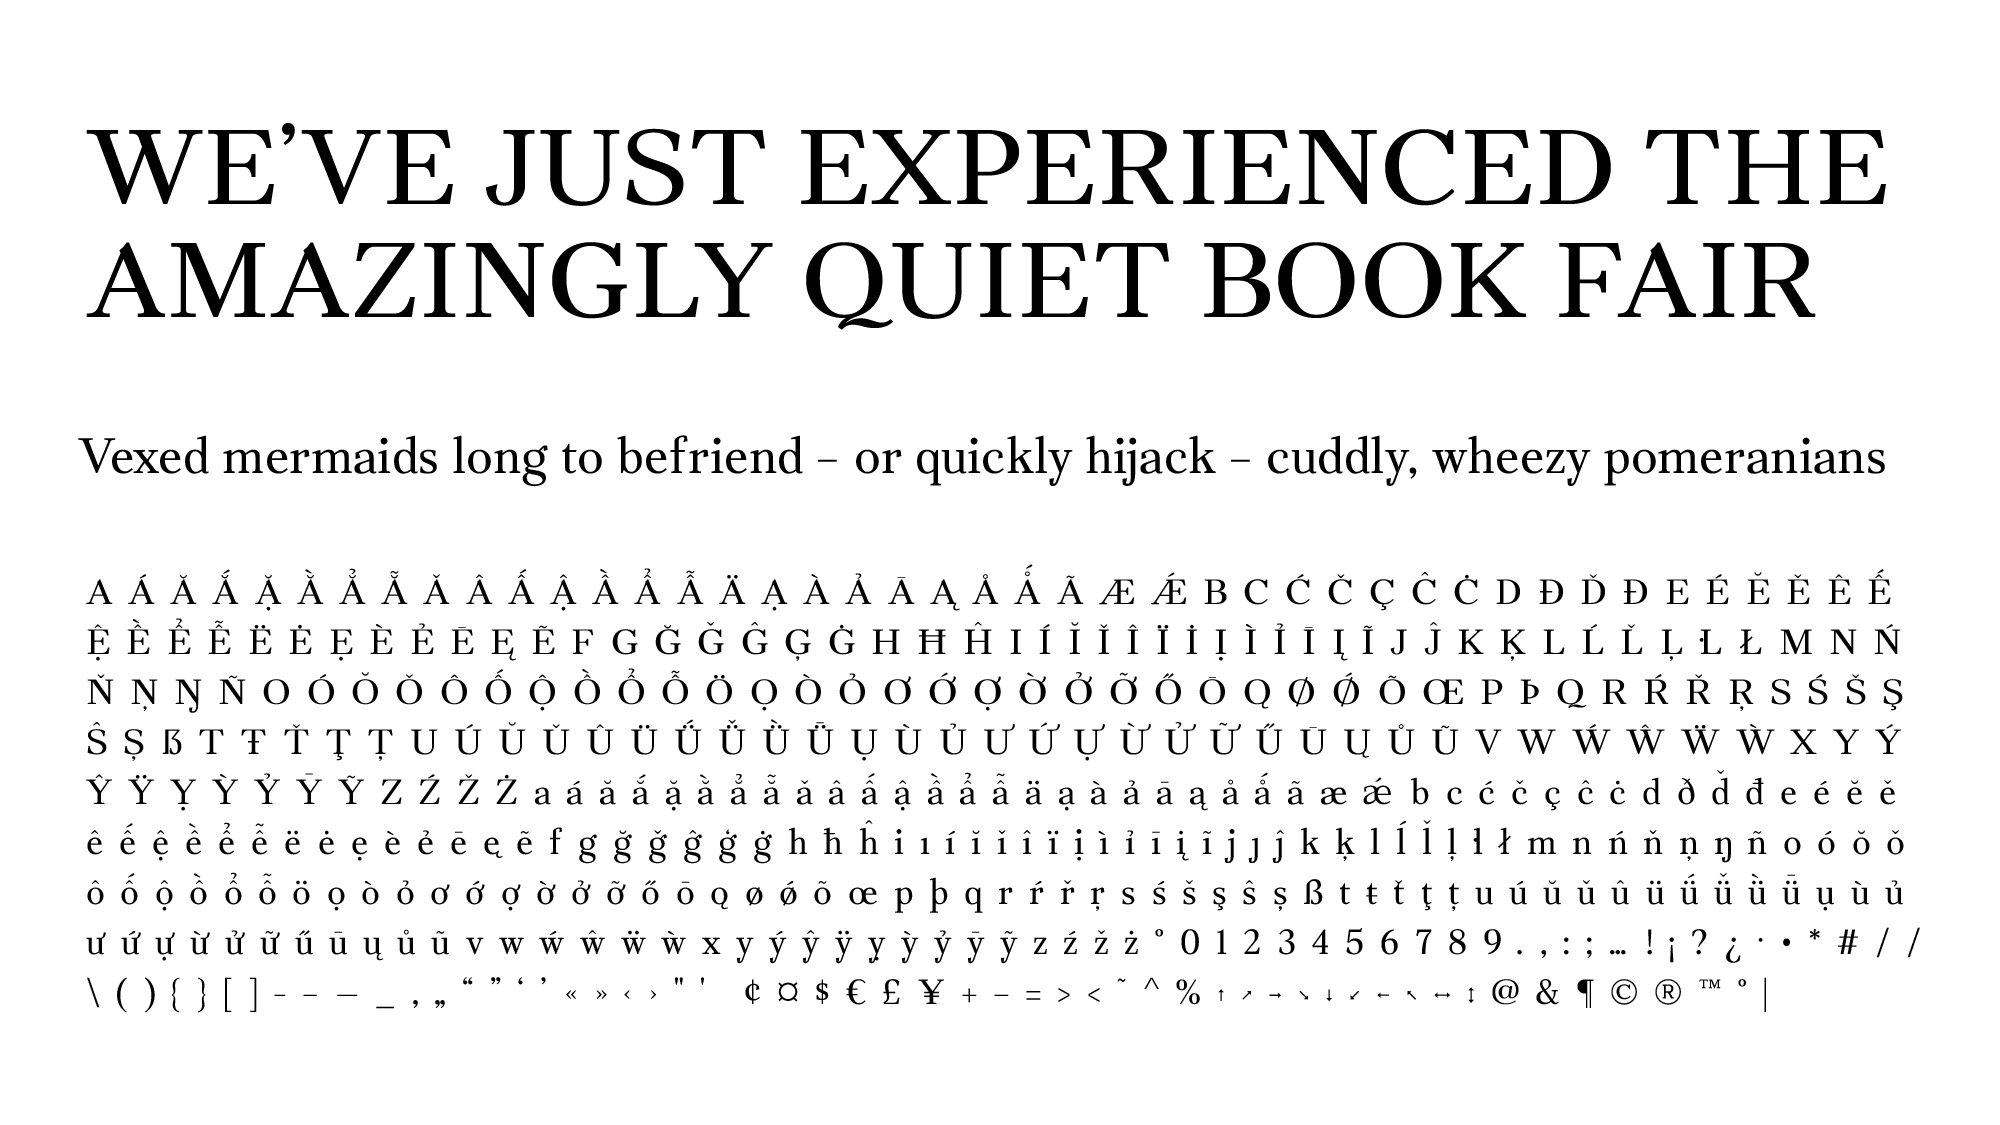 WE’VE JUST EXPERIENCED THE
AMAZINGLY QUIET BOOK FAIR
Vexed mermaids long to befriend – or quickly hijack – cuddly, wheezy pomeranians
A Á Ă Ắ Ặ Ằ Ẳ Ẵ Ǎ Â Ấ Ậ Ầ Ẩ Ẫ Ä Ạ À Ả Ā Ą Å Ǻ Ã Æ Ǽ B C Ć Č Ç Ĉ Ċ D Ð Ď Đ E É Ĕ Ě Ê Ế
Ệ Ề Ể Ễ Ë Ė Ẹ È Ẻ Ē Ę Ẽ F G Ğ Ǧ Ĝ Ģ Ġ H Ħ Ĥ I Í Ĭ Ǐ Î Ï İ Ị Ì Ỉ Ī Į Ĩ J Ĵ K Ķ L Ĺ Ľ Ļ Ŀ Ł M N Ń
Ň Ņ Ŋ Ñ O Ó Ŏ Ǒ Ô Ố Ộ Ồ Ổ Ỗ Ö Ọ Ò Ỏ Ơ Ớ Ợ Ờ Ở Ỡ Ő Ō Ǫ Ø Ǿ Õ Œ P Þ Q R Ŕ Ř Ŗ S Ś Š Ş
Ŝ Ș ẞ T Ŧ Ť Ţ Ț U Ú Ŭ Ǔ Û Ü Ǘ Ǚ Ǜ Ǖ Ụ Ù Ủ Ư Ứ Ự Ừ Ử Ữ Ű Ū Ų Ů Ũ V W Ẃ Ŵ Ẅ Ẁ X Y Ý
Ŷ Ÿ Ỵ Ỳ Ỷ Ȳ Ỹ Z Ź Ž Ż a á ă ắ ặ ằ ẳ ẵ ǎ â ấ ậ ầ ẩ ẫ ä ạ à ả ā ą å ǻ ã æ ǽ b c ć č ç ĉ ċ d ð ď đ e é ĕ ě
ê ế ệ ề ể ễ ë ė ẹ è ẻ ē ę ẽ f g ğ ǧ ĝ ģ ġ h ħ ĥ i ı í ĭ ǐ î ï ị ì ỉ ī į ĩ j ȷ ĵ k ķ l ĺ ľ ļ ŀ ł m n ń ň ņ ŋ ñ o ó ŏ ǒ
ô ố ộ ồ ổ ỗ ö ọ ò ỏ ơ ớ ợ ờ ở ỡ ő ō ǫ ø ǿ õ œ p þ q r ŕ ř ŗ s ś š ş ŝ ș ß t ŧ ť ţ ț u ú ŭ ǔ û ü ǘ ǚ ǜ ǖ ụ ù ủ
ư ứ ự ừ ử ữ ű ū ų ů ũ v w ẃ ŵ ẅ ẁ x y ý ŷ ÿ ỵ ỳ ỷ ȳ ỹ z ź ž ż º 0 1 2 3 4 5 6 7 8 9 . , : ; … ! ¡ ? ¿ · • * # / /
\ ( ) { } [ ] - – — _ ‚ „ “ ” ‘ ’ « » ‹ › " ' ¢ ¤ $ € £ ¥ + − = > < ~ ^ % ↑ ↗ → ↘ ↓ ↙ ← ↖ ↔ ↕ @ & ¶ © ® ™ ° |